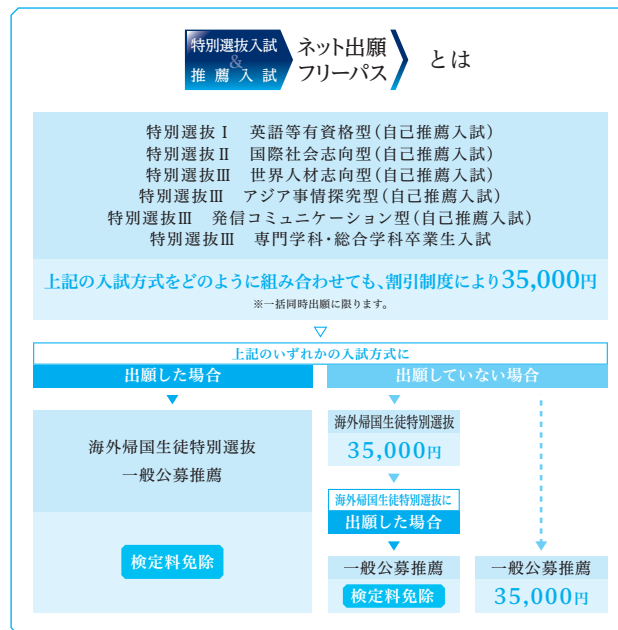 特別選抜入試
&
推薦入試
ネット出願
フリーパス
とは
特別選抜Ⅰ 英語等有資格型(自己推薦入試)
特別選抜Ⅱ 国際社会志向型(自己推薦入試)
特別選抜Ⅲ 世界人材志向型(自己推薦入試)
特別選抜Ⅲ アジア事情探究型(自己推薦入試)
特別選抜Ⅲ 発信コミュニケーション型(自己推薦入試)
特別選抜Ⅲ 専門学科・総合学科卒業生入試
上記の入試方式をどのように組み合わせても、割引制度により35,000円
※一括同時出願に限ります。
上記のいずれかの入試方式に
出願した場合
出願していない場合
海外帰国生徒特別選抜
一般公募推薦
検定料免除
海外帰国生徒特別選抜
35,000円
海外帰国生徒特別選抜に
出願した場合
一般公募推薦
検定料免除
一般公募推薦
35,000円